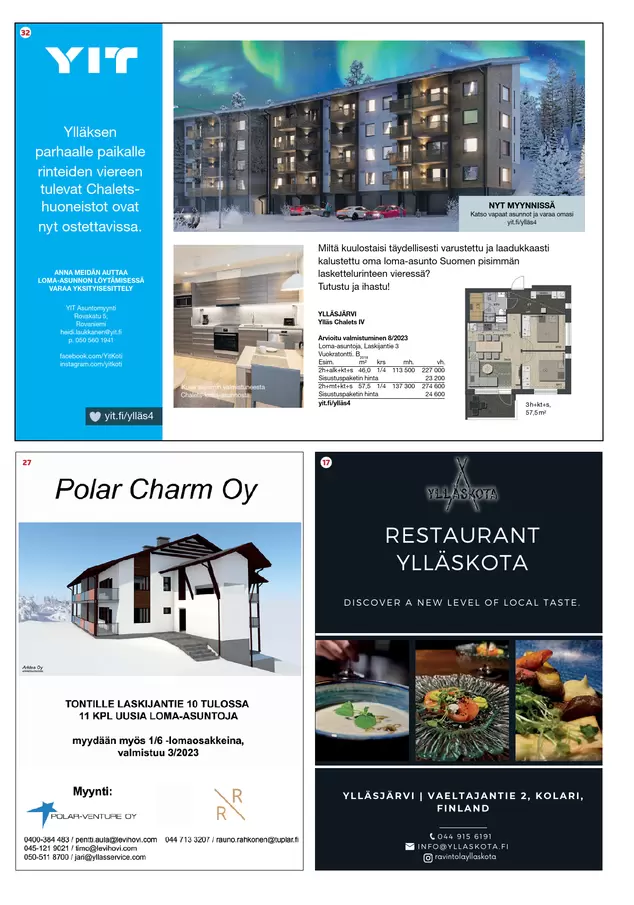 32
YIT
Ylläksen
parhaalle paikalle
rinteiden viereen
tulevat Chalets-
huoneistot ovat
nyt ostettavissa.
ANNA MEIDÄN AUTTAA
LOMA-ASUNNON LÖYTÄMISESSÄ
VARAA YKSITYISESITTELY
YIT Asuntomyynti
Rovakatu 5,
Rovaniemi
heidi.laukkanen@yit.fi
p. 050 560 1941
facebook.com/YitKoti
instagram.com/yitkoti
yit.fi/ylläs4
NYT MYYNNISSÄ
Katso vapaat asunnot ja varaa omasi
yit.fi/ylläs4
Miltä kuulostaisi täydellisesti varustettu ja laadukkaasti
kalustettu oma loma-asunto Suomen pisimmän
laskettelurinteen vieressä?
Tutustu ja ihastu!
YLLÄSJÄRVI
Ylläs Chalets IV
Arvioitu valmistuminen 8/2023
Loma-asuntoja, Laskijantie 3
Vuokratontti. B2018
Esim. m² krs mh. vh.
2h+alk+kt+s 46,0 1/4 113 500 227 000
Sisustuspaketin hinta 23 200
2h+mt+kt+s 57,5 1/4 137 300 274 600
Sisustuspaketin hinta 24 600
yit.fi/ylläs4
3h+kt+s,
57,5 m²
27
Polar Charm Oy
Arktes Oy
TONTILLE LASKIJANTIE 10 TULOSSA
11 KPL UUSIA LOMA-ASUNTOJA
myydään myös 1/6 -lomaosakkeina,
valmistuu 3/2023
Myynti:
POLAR-VENTURE OY
R
R
0400-384 483 / pentti.aula@levihovi.com 044 713 3207 / rauno.rahkonen@tuplar.fi
045-121 9021 / timo@levihovi.com
050-511 8700 / jari@yllasservice.com
17
YLLÄSKOTA
RESTAURANT
YLLÄSKOTA
DISCOVER A NEW LEVEL OF LOCAL TASTE.
YLLÄSJÄRVI | VAELTAJANTIE 2, KOLARI,
FINLAND
044 915 6191
INFO@YLLASKOTA.FI
ravintolayllaskota